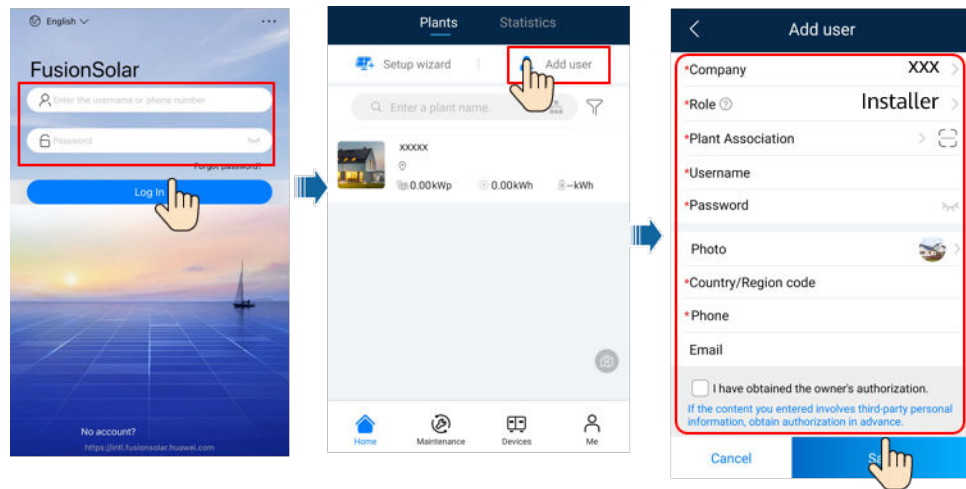 English
FusionSolar
Enter the username or phone number
Password
Forgot password?
Log In
No account?
https://intl.fusionsolar.huawei.com
Plants Statistics
Setup wizard Add user
Enter a plant name.
xxxxx
0.00kWp 0.00kWh –kWh
Home Maintenance Devices Me
Add user
*Company XXX
*Role Installer
*Plant Association
*Username
*Password
Photo
*Country/Region code
*Phone
Email
I have obtained the owner's authorization.
If the content you entered involves third-party personal
information, obtain authorization in advance.
Cancel